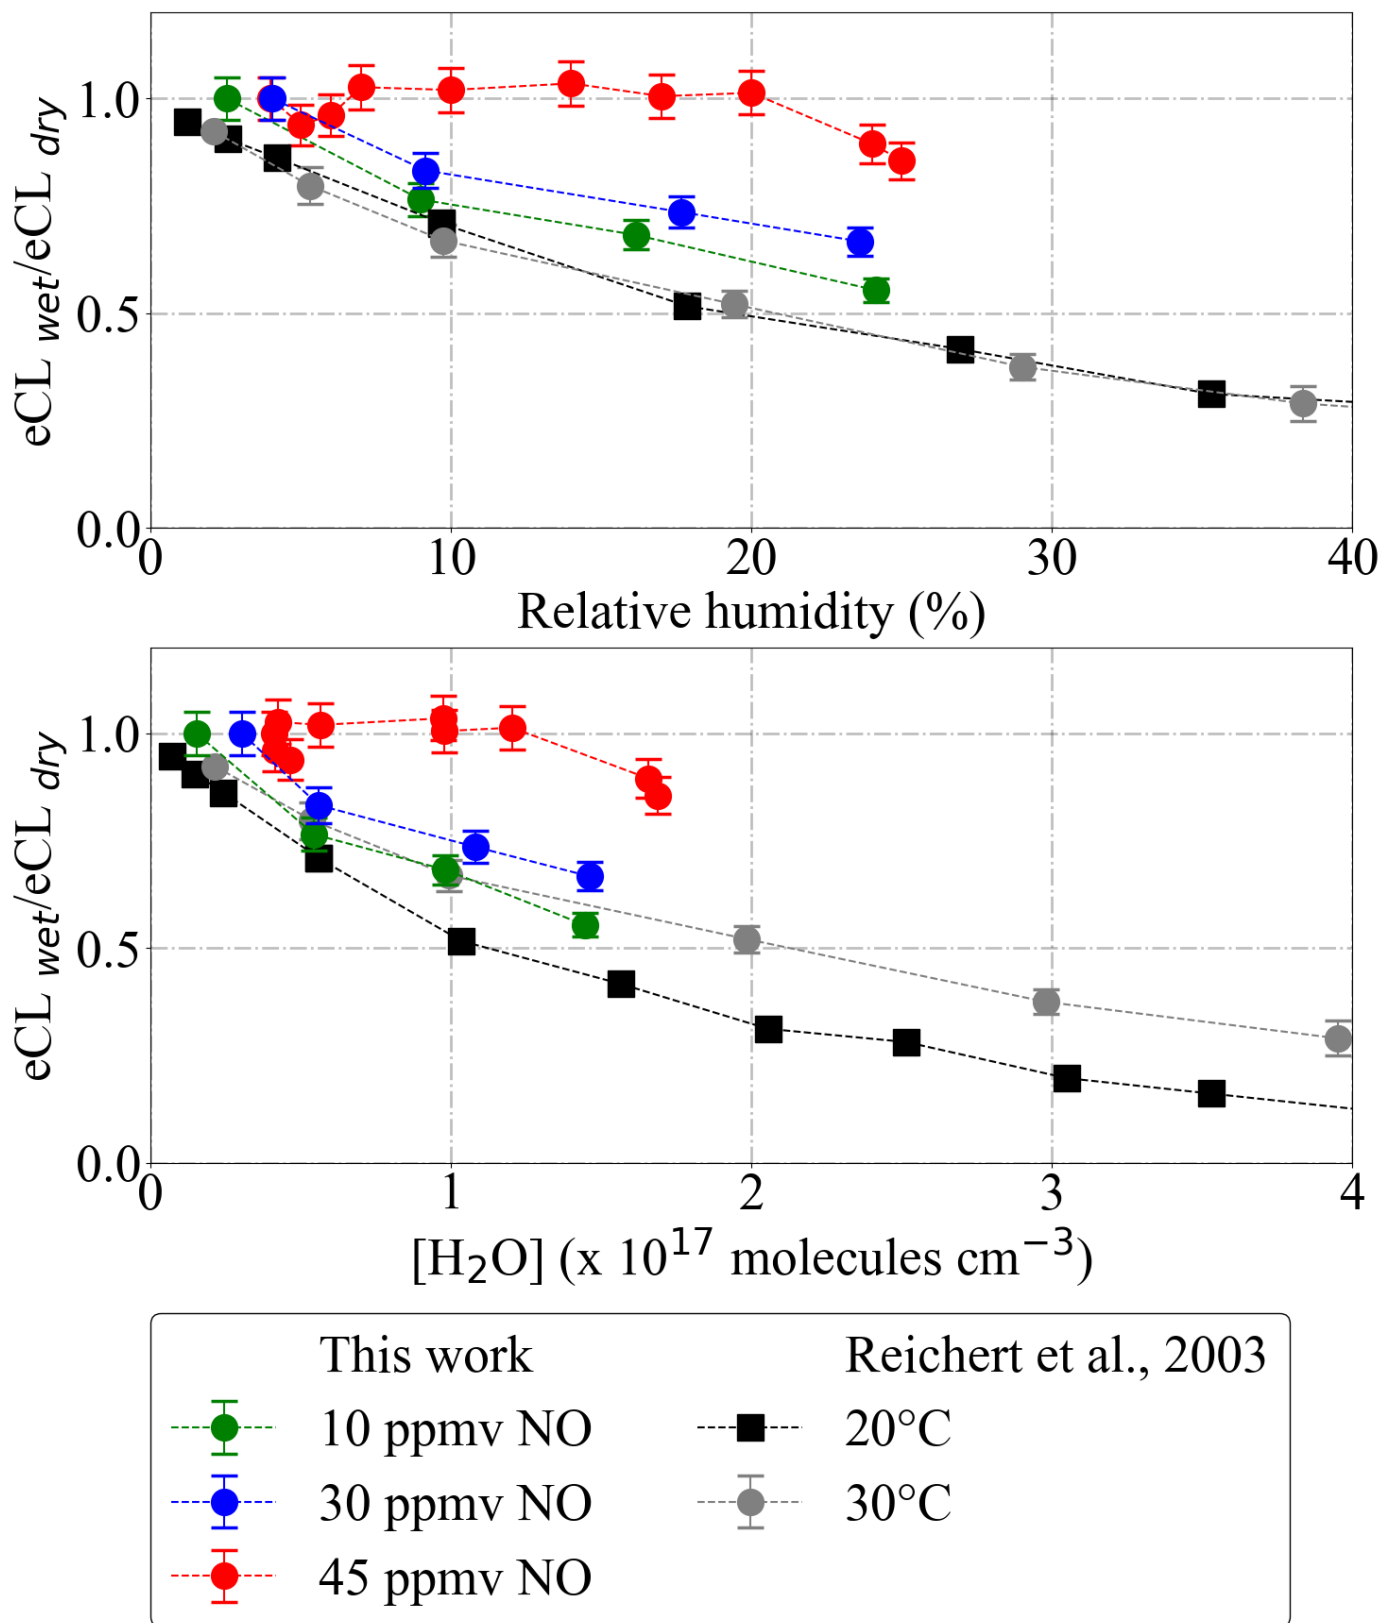 1.0
0.5
0.0
eCL wet/eCL dry
0 10 20 30 40
Relative humidity (%)
1.0
0.5
0.0
eCL wet/eCL dry
0 1 2 3 4
[H₂O] (x 10¹⁷ molecules cm⁻³)
This work
10 ppmv NO
30 ppmv NO
45 ppmv NO
Reichert et al., 2003
20°C
30°C